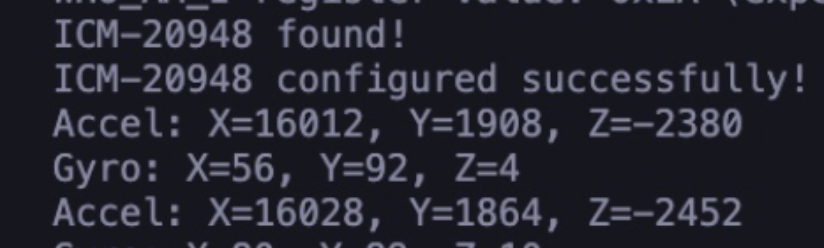 ICM-20948 found!
ICM-20948 configured successfully!
Accel: X=16012, Y=1908, Z=-2380
Gyro: X=56, Y=92, Z=4
Accel: X=16028, Y=1864, Z=-2452